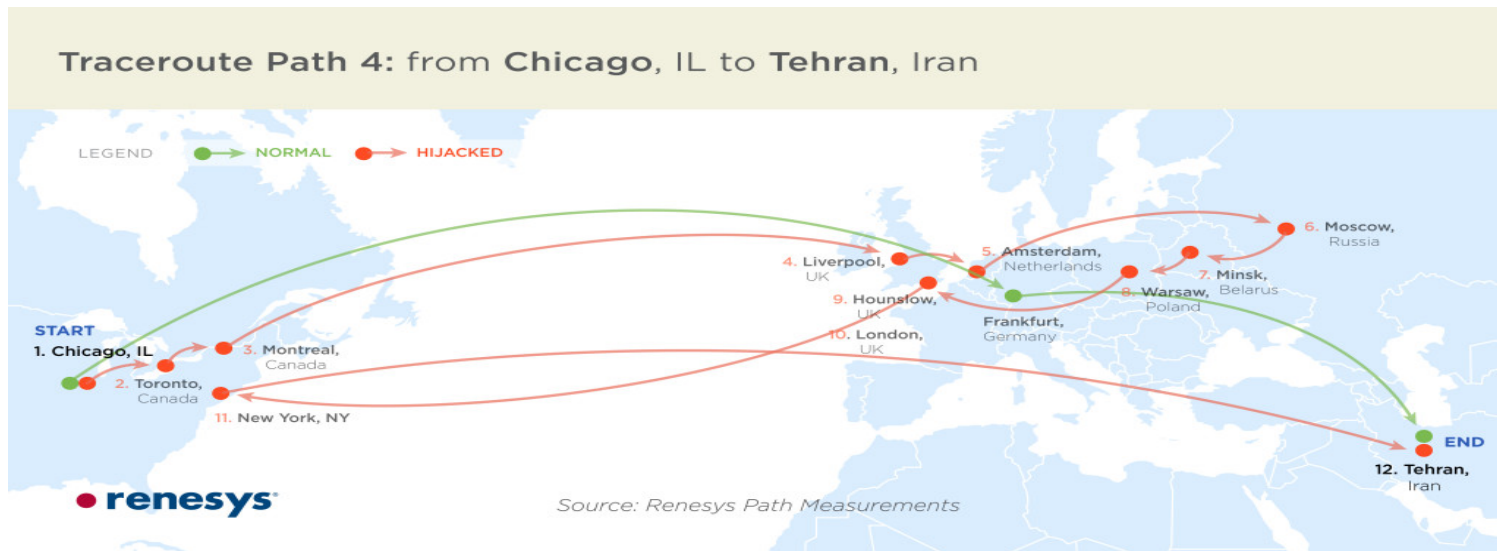 Traceroute Path 4: from Chicago, IL to Tehran, Iran
LEGEND
NORMAL
HIJACKED
START
1. Chicago, IL
2. Toronto,
Canada
3. Montreal,
Canada
11. New York, NY
4. Liverpool,
UK
5. Amsterdam,
Netherlands
6. Moscow,
Russia
7. Minsk,
Belarus
8. Warsaw,
Poland
9. Hounslow,
UK
10. London,
UK
Frankfurt,
Germany
END
12. Tehran,
Iran
renesys
Source: Renesys Path Measurements